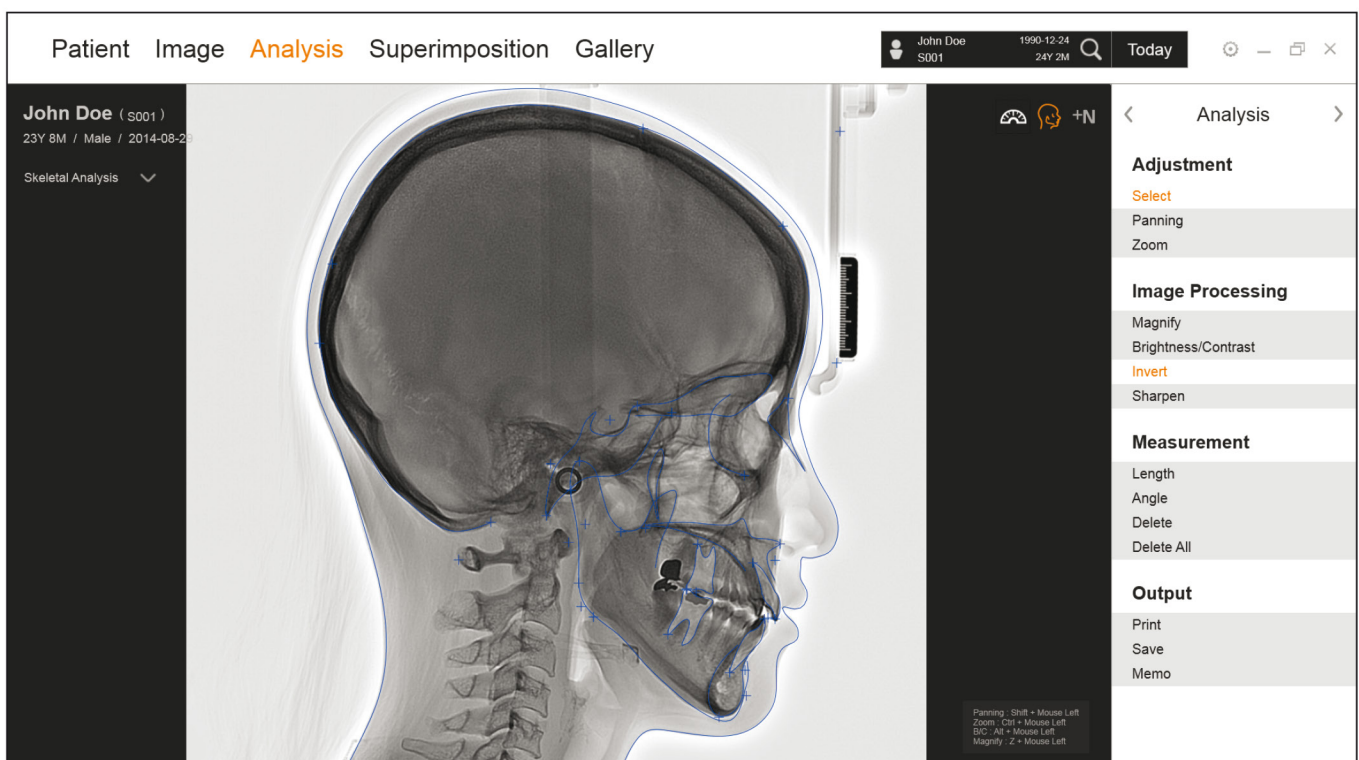 Patient Image Analysis Superimposition Gallery
John Doe 1990-12-24
S001 24Y 2M
Today
John Doe ( S001 )
23Y 8M / Male / 2014-08-29
Skeletal Analysis
+N
Analysis
Adjustment
Select
Panning
Zoom
Image Processing
Magnify
Brightness/Contrast
Invert
Sharpen
Measurement
Length
Angle
Delete
Delete All
Output
Print
Save
Memo
Panning : Shift + Mouse Left
Zoom : Ctrl + Mouse Left
B/C : Alt + Mouse Left
Magnify : Z + Mouse Left